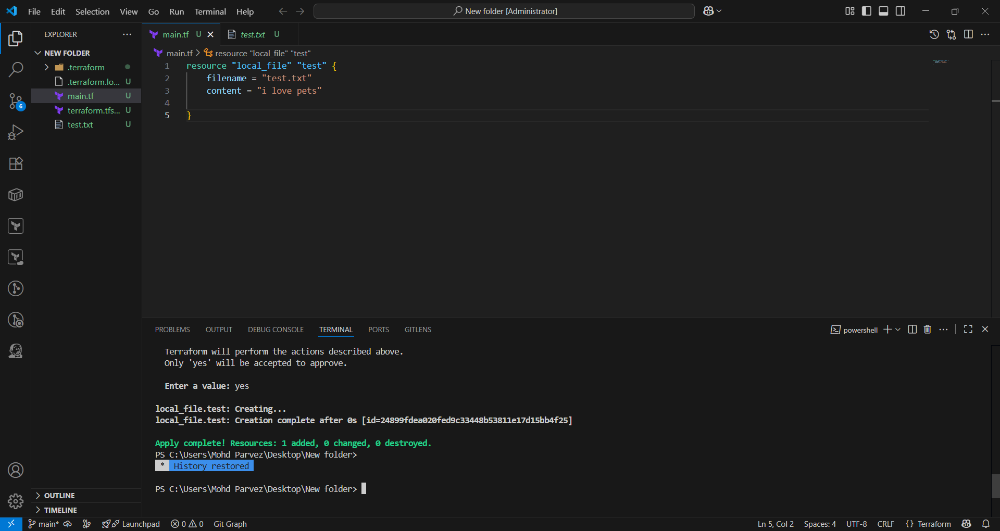 File Edit Selection View Go Run Terminal Help
New folder [Administrator]
EXPLORER
main.tf U
test.txt U
NEW FOLDER
.terraform
.terraform.lo... U
main.tf U
terraform.tfs... U
test.txt U
main.tf > resource "local_file" "test"
1 resource "local_file" "test" {
2 filename = "test.txt"
3 content = "i love pets"
4
5 }
6
PROBLEMS OUTPUT DEBUG CONSOLE TERMINAL PORTS GITLENS
powershell
Terraform will perform the actions described above.
Only 'yes' will be accepted to approve.
Enter a value: yes
local_file.test: Creating...
local_file.test: Creation complete after 0s [id=24899fdea020fed9c33448b53811e17d15bb4f25]
Apply complete! Resources: 1 added, 0 changed, 0 destroyed.
PS C:\Users\Mohd Parvez\Desktop\New folder>
* History restored
PS C:\Users\Mohd Parvez\Desktop\New folder>
OUTLINE
TIMELINE
main* Launchpad 0 0 Git Graph
Ln 5, Col 2 Spaces: 4 UTF-8 CRLF {} Terraform